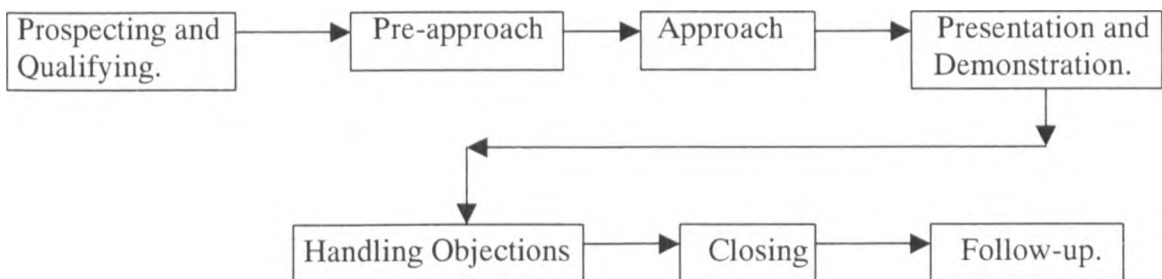 Prospecting and
Qualifying.
Pre-approach
Approach
Presentation and
Demonstration.
Handling Objections
Closing
Follow-up.